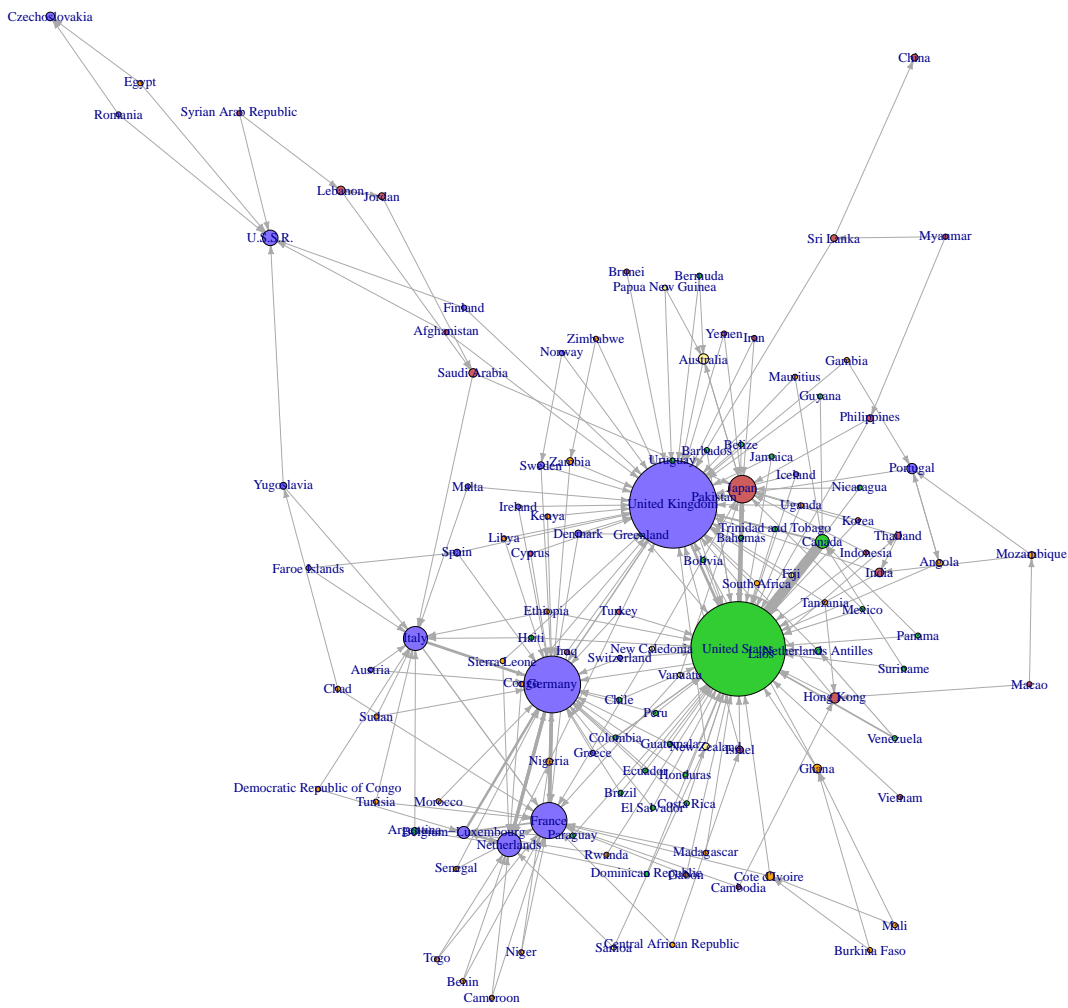 Czechoslovakia
China
Egypt
Romania
Syrian Arab Republic
Lebanon
Jordan
U.S.S.R.
Sri Lanka
Myanmar
Brunei
Bermuda
Papua New Guinea
Finland
Afghanistan
Zimbabwe
Yemen
Iran
Norway
Australia
Gambia
Saudi Arabia
Mauritius
Guyana
Philippines
Belize
Barbados
Jamaica
Uruguay
Sweden
Zambia
Portugal
Iceland
Yugoslavia
Malta
Japan
Nicaragua
Pakistan
United Kingdom
Ireland
Uganda
Kenya
Korea
Trinidad and Tobago
Libya
Denmark
Greenland
Bahamas
Canada
Thailand
Spain
Cyprus
Indonesia
Mozambique
Bolivia
Angola
Faroe Islands
India
Fiji
South Africa
Tanzania
Mexico
Ethiopia
Turkey
Italy
Haiti
Panama
Iraq
New Caledonia
United States
Netherlands Antilles
Laos
Switzerland
Sierra Leone
Austria
Suriname
Vanuatu
Congo
Germany
Macao
Chad
Hong Kong
Chile
Peru
Sudan
Colombia
Venezuela
Guatemala
New Zealand
Israel
Greece
Nigeria
Ghana
Ecuador
Honduras
Democratic Republic of Congo
Brazil
Vietnam
Tunisia
Morocco
Costa Rica
El Salvador
France
Argentina
Belgium-Luxembourg
Paraguay
Netherlands
Rwanda
Madagascar
Senegal
Dominican Republic
Gabon
Cote d'Ivoire
Cambodia
Mali
Samoa
Central African Republic
Niger
Burkina Faso
Togo
Benin
Cameroon